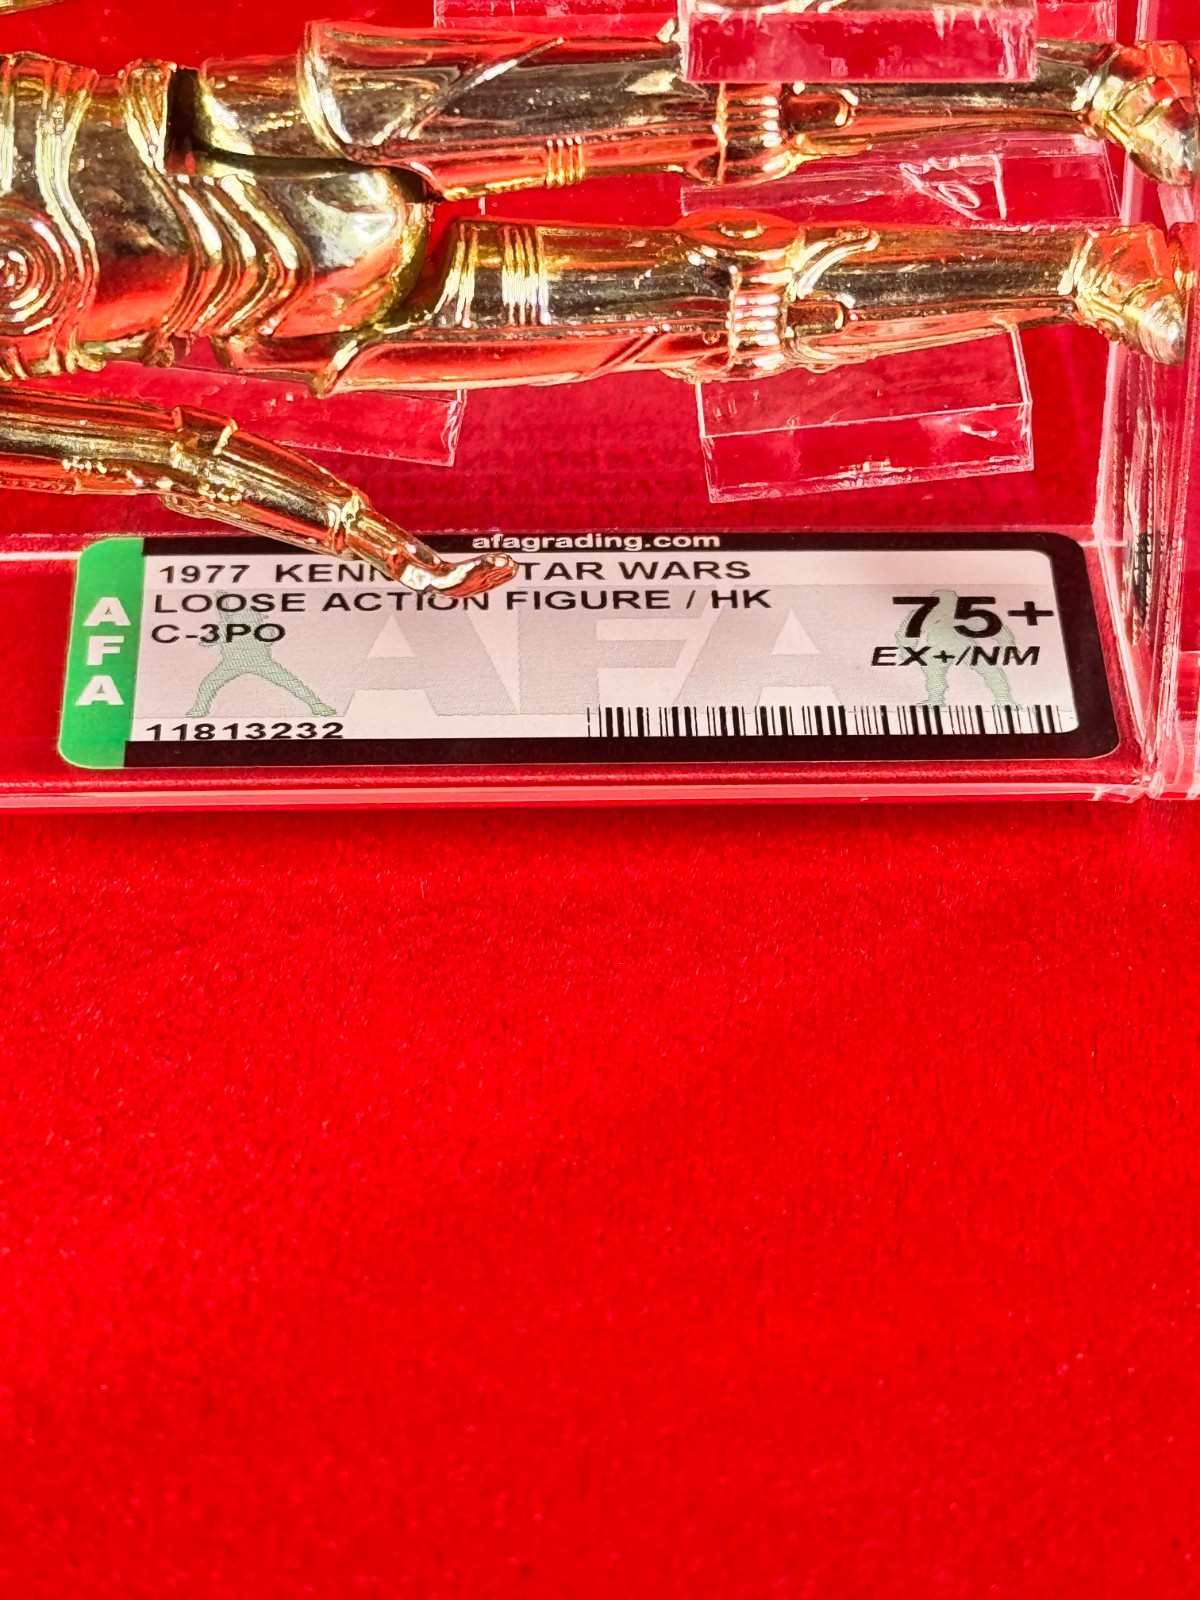 afagrading.com
1977 KENN TAR WARS
LOOSE ACTION FIGURE / HK
C-3PO
75+
EX+/NM
AFA
AFA
11813232